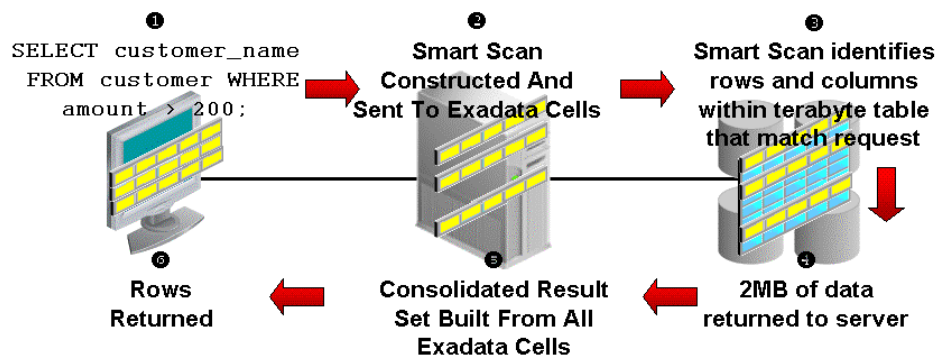 ❶
SELECT customer_name
FROM customer WHERE
amount > 200;
❷
Smart Scan
Constructed And
Sent To Exadata Cells
❸
Smart Scan identifies
rows and columns
within terabyte table
that match request
❹
2MB of data
returned to server
❺
Consolidated Result
Set Built From All
Exadata Cells
❻
Rows
Returned